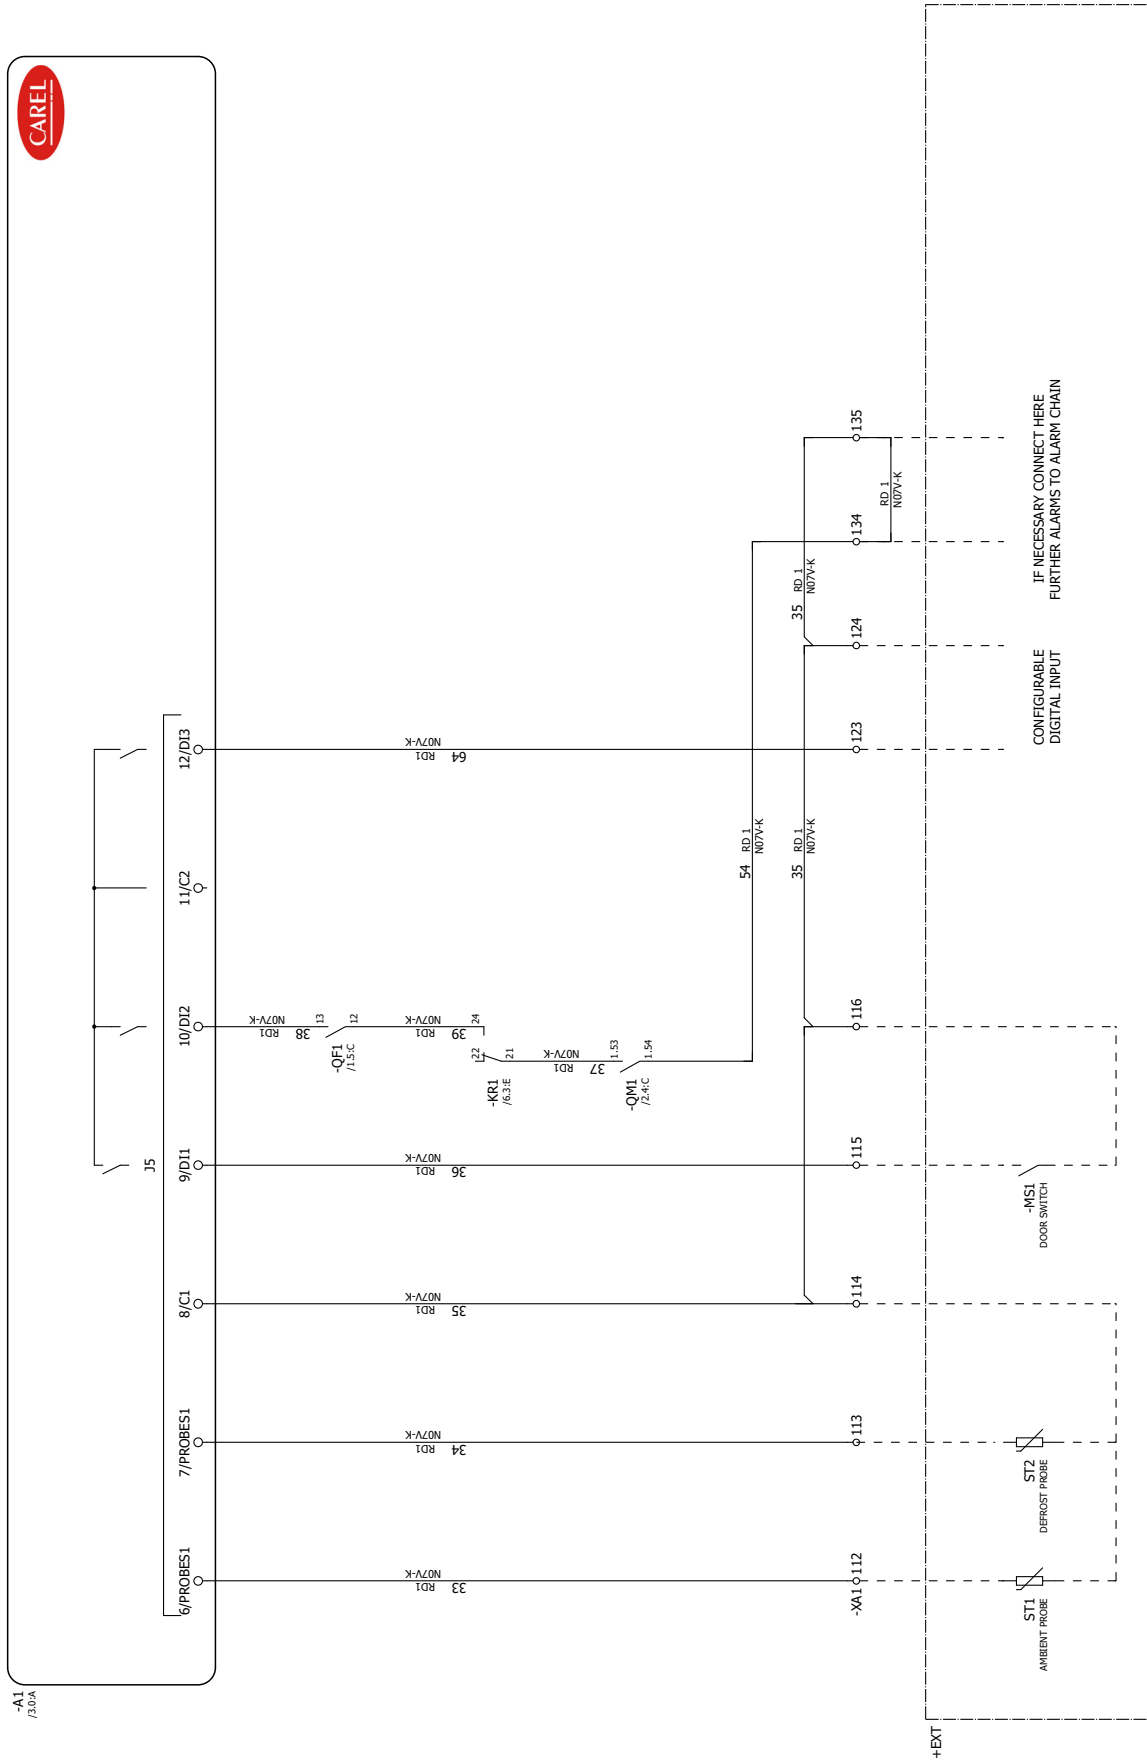 -A1
/3.0:A
CAREL
J5
6/PROBES1
7/PROBES1
8/C1
9/DI1
10/DI2
11/C2
12/DI3
33
RD1
N07V-K
34
RD1
N07V-K
35
RD1
N07V-K
36
RD1
N07V-K
38
RD1
N07V-K
-QF1
/1.5:C
13
12
39
RD1
N07V-K
-KR1
/6.3:E
22
24
21
37
RD1
N07V-K
-QM1
/2.4:C
1.53
1.54
64
RD1
N07V-K
54
RD 1
N07V-K
35
RD 1
N07V-K
35
RD 1
N07V-K
RD 1
N07V-K
-XA1
112
113
114
115
116
123
124
134
135
+EXT
ST1
AMBIENT PROBE
ST2
DEFROST PROBE
-MS1
DOOR SWITCH
CONFIGURABLE
DIGITAL INPUT
IF NECESSARY CONNECT HERE
FURTHER ALARMS TO ALARM CHAIN